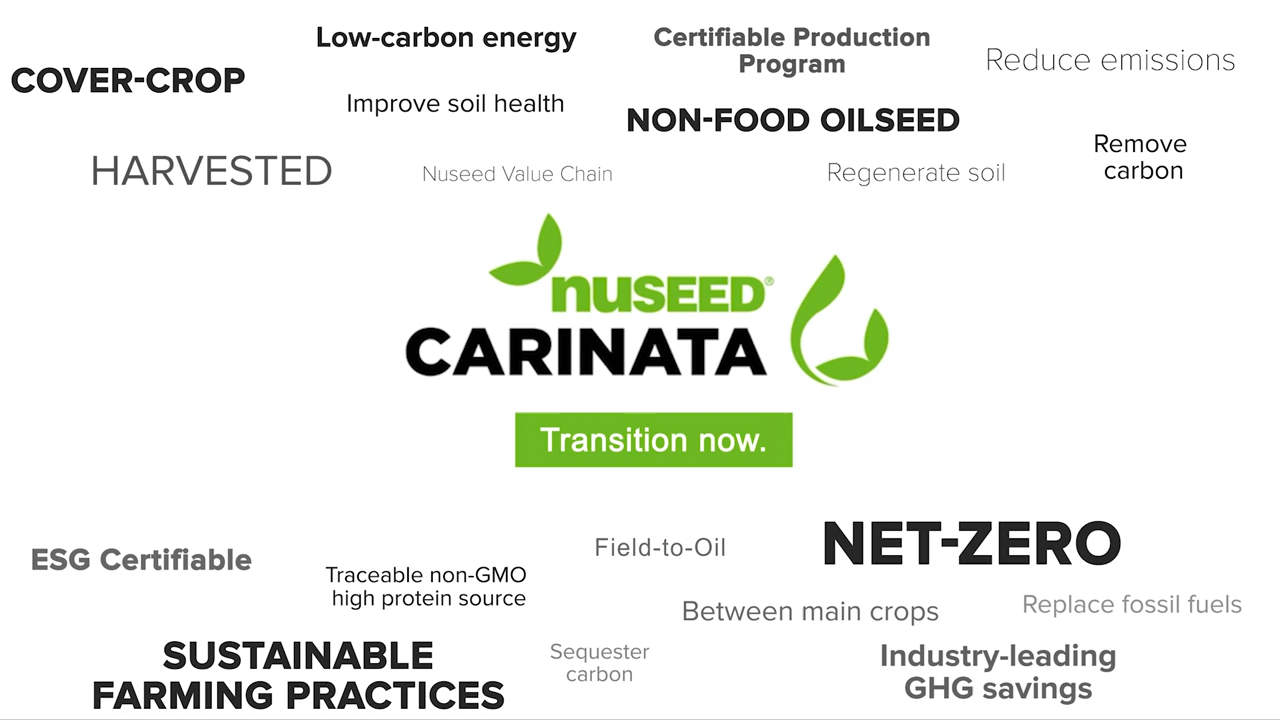 Low-carbon energy
Certifiable Production
Program
Reduce emissions
COVER-CROP
Improve soil health
NON-FOOD OILSEED
Remove
carbon
HARVESTED
Nuseed Value Chain
Regenerate soil
nuSEED®
CARINATA
Transition now.
ESG Certifiable
Field-to-Oil
NET-ZERO
Traceable non-GMO
high protein source
Between main crops
Replace fossil fuels
SUSTAINABLE
FARMING PRACTICES
Sequester
carbon
Industry-leading
GHG savings